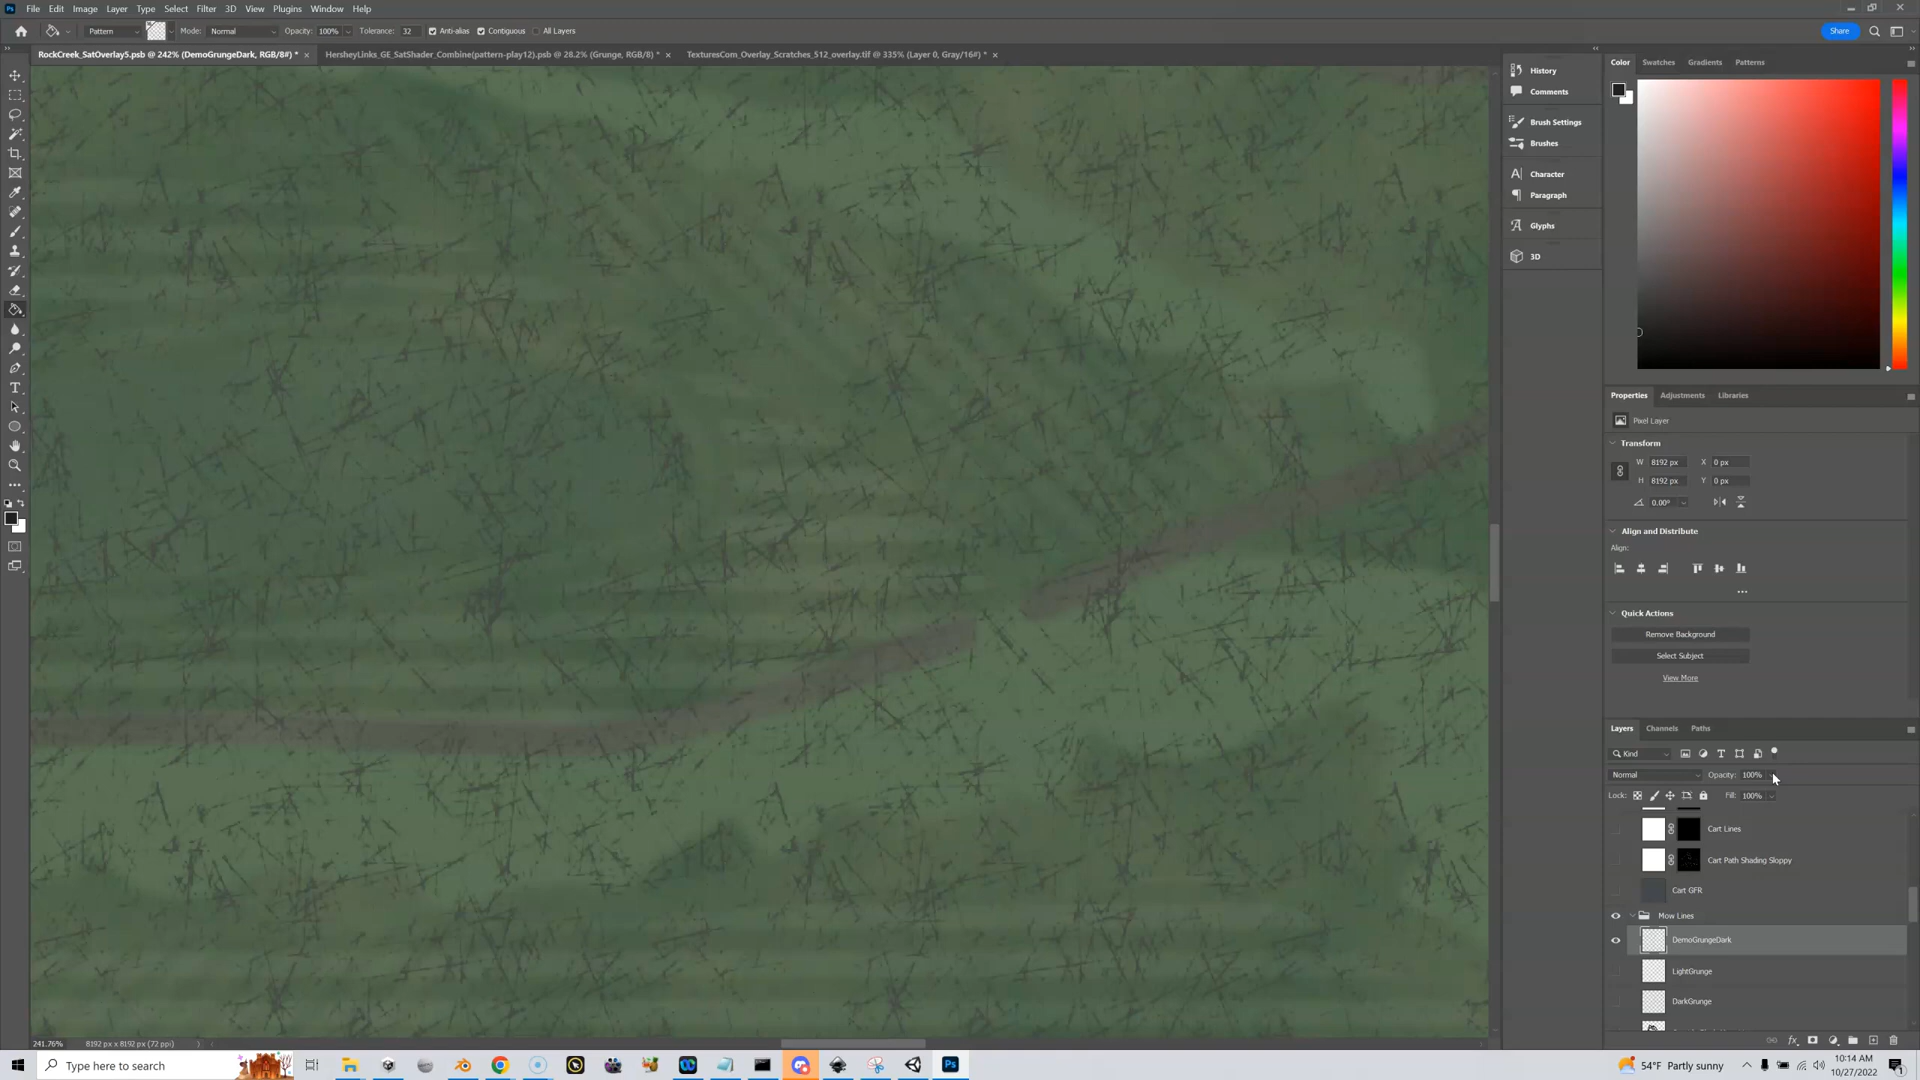 File Edit Image Layer Type Select Filter 3D View Plugins Window Help
Pattern Mode: Normal Opacity: 100% Tolerance: 32 Anti-alias Contiguous All Layers Share
RockCreek_SatOverlay5.psb @ 242% (DemoGrungeDark, RGB/8#) * × HersheyLinks_GE_SatShader_Combine(pattern-play12).psb @ 28.2% (Grunge, RGB/8) * × TexturesCom_Overlay_Scratches_512_overlay.tif @ 335% (Layer 0, Gray/16#) * ×
History
Comments
Brush Settings
Brushes
Character
Paragraph
Glyphs
3D
Color Swatches Gradients Patterns
Properties Adjustments Libraries
Pixel Layer
Transform
W 8192 px X 0 px
H 8192 px Y 0 px
0.00°
Align and Distribute
Align:
Quick Actions
Remove Background
Select Subject
View More
Layers Channels Paths
Kind
Normal Opacity: 100%
Lock: Fill: 100%
Cart Lines
Cart Path Shading Sloppy
Cart GFR
Mow Lines
DemoGrungeDark
LightGrunge
DarkGrunge
241.76% 8192 px x 8192 px (72 ppi)
Type here to search
54°F Partly sunny
10:14 AM
10/27/2022